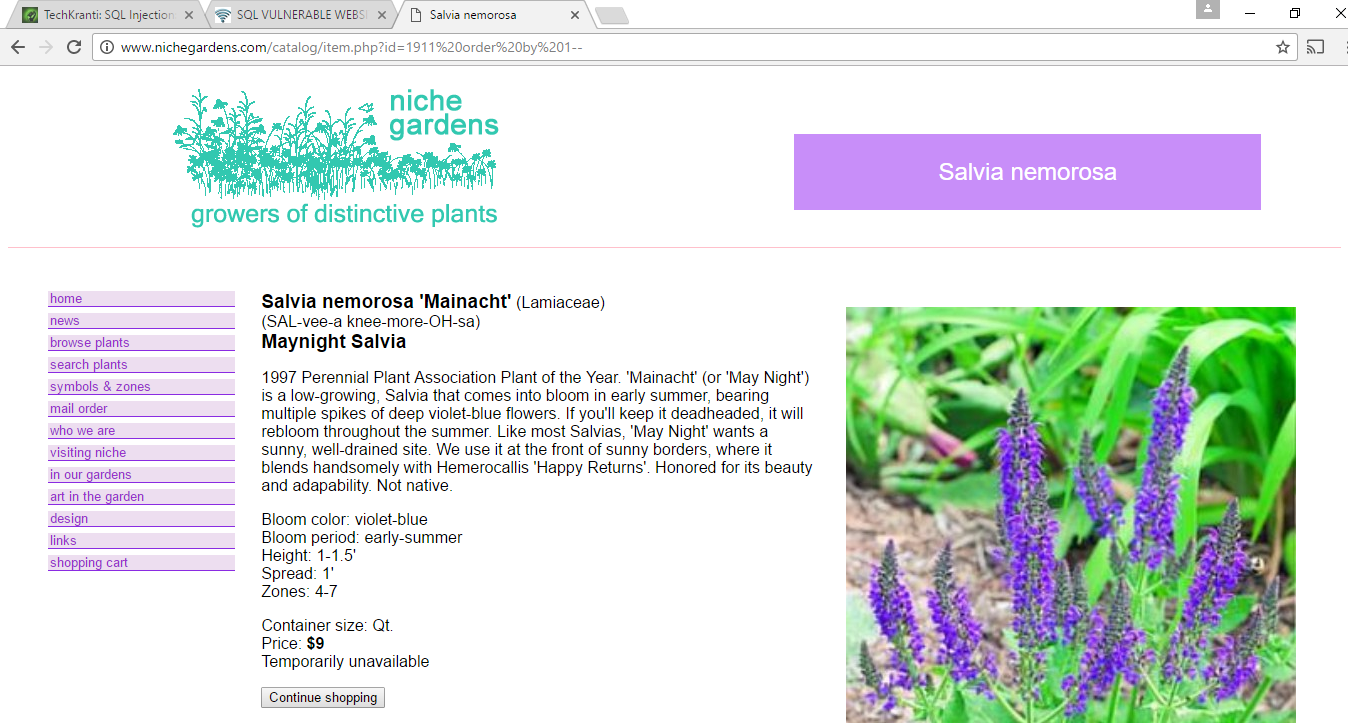 TechKranti: SQL Injection
SQL VULNERABLE WEBSI
Salvia nemorosa
www.nichegardens.com/catalog/item.php?id=1911%20order%20by%201--
niche
gardens
growers of distinctive plants
Salvia nemorosa
home
news
browse plants
search plants
symbols & zones
mail order
who we are
visiting niche
in our gardens
art in the garden
design
links
shopping cart
Salvia nemorosa 'Mainacht' (Lamiaceae)
(SAL-vee-a knee-more-OH-sa)
Maynight Salvia
1997 Perennial Plant Association Plant of the Year. 'Mainacht' (or 'May Night')
is a low-growing, Salvia that comes into bloom in early summer, bearing
multiple spikes of deep violet-blue flowers. If you'll keep it deadheaded, it will
rebloom throughout the summer. Like most Salvias, 'May Night' wants a
sunny, well-drained site. We use it at the front of sunny borders, where it
blends handsomely with Hemerocallis 'Happy Returns'. Honored for its beauty
and adapability. Not native.
Bloom color: violet-blue
Bloom period: early-summer
Height: 1-1.5'
Spread: 1'
Zones: 4-7
Container size: Qt.
Price: $9
Temporarily unavailable
Continue shopping